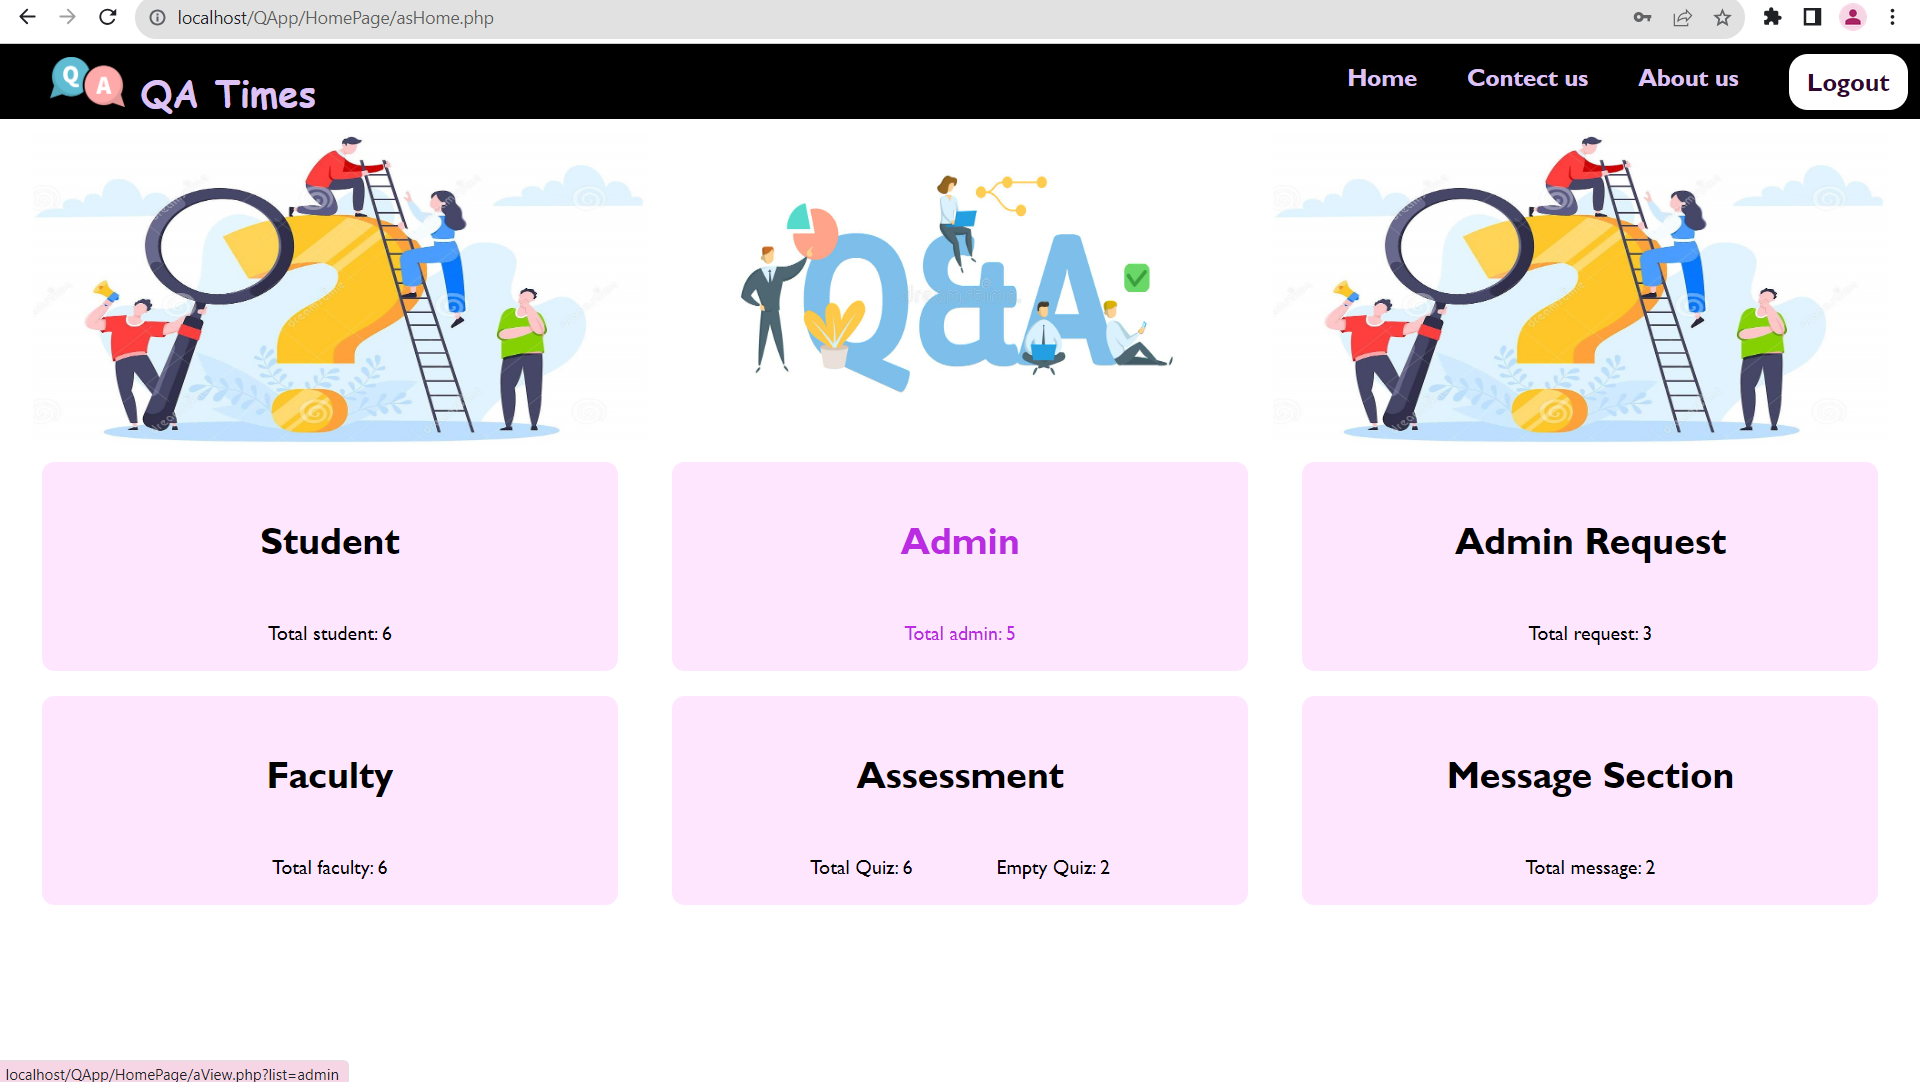 localhost/QApp/HomePage/asHome.php
Q A QA Times
Home Contect us About us Logout
Q&A
Student
Admin
Admin Request
Total student: 6
Total admin: 5
Total request: 3
Faculty
Assessment
Message Section
Total faculty: 6
Total Quiz: 6 Empty Quiz: 2
Total message: 2
localhost/QApp/HomePage/aView.php?list=admin